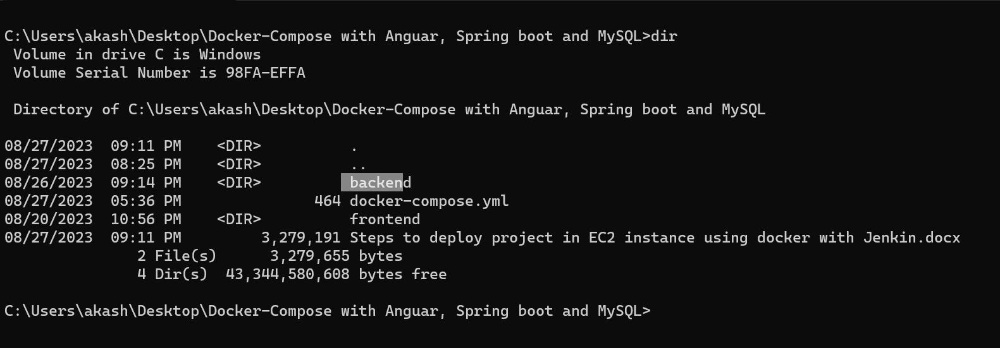 C:\Users\akash\Desktop\Docker-Compose with Anguar, Spring boot and MySQL>dir
 Volume in drive C is Windows
 Volume Serial Number is 98FA-EFFA

 Directory of C:\Users\akash\Desktop\Docker-Compose with Anguar, Spring boot and MySQL

08/27/2023  09:11 PM    <DIR>          .
08/27/2023  08:25 PM    <DIR>          ..
08/26/2023  09:14 PM    <DIR>          backend
08/27/2023  05:36 PM               464 docker-compose.yml
08/20/2023  10:56 PM    <DIR>          frontend
08/27/2023  09:11 PM         3,279,191 Steps to deploy project in EC2 instance using docker with Jenkin.docx
               2 File(s)      3,279,655 bytes
               4 Dir(s)  43,344,580,608 bytes free

C:\Users\akash\Desktop\Docker-Compose with Anguar, Spring boot and MySQL>